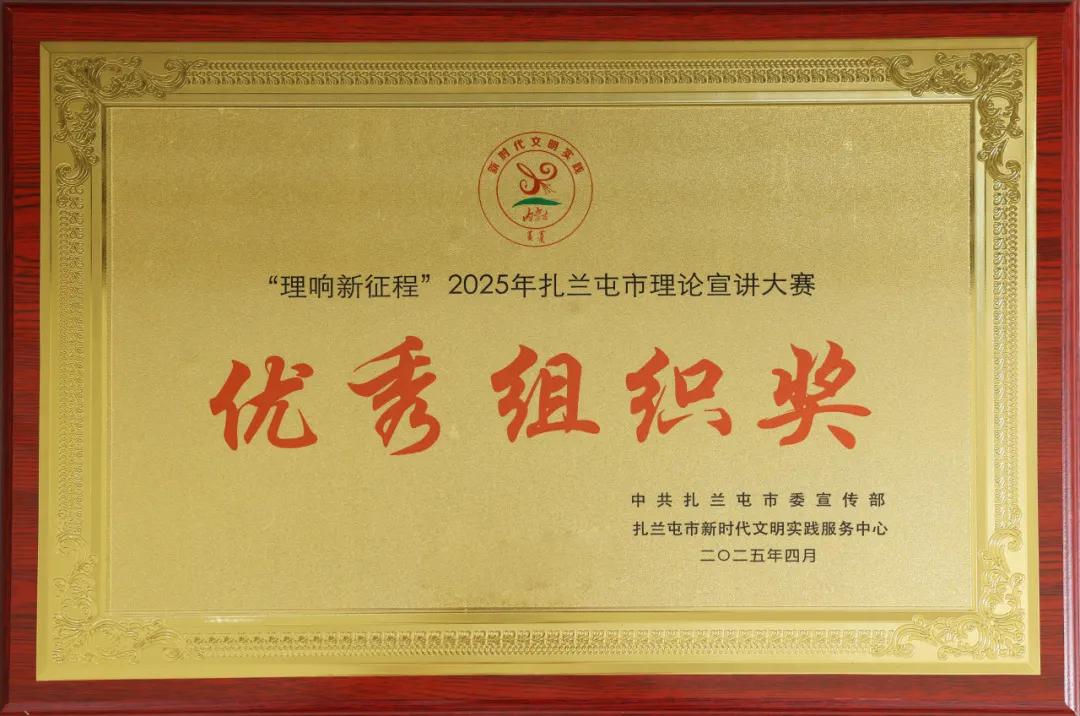 新时代文明实践
内蒙古
“理响新征程”2025年扎兰屯市理论宣讲大赛
优秀组织奖
中共扎兰屯市委宣传部
扎兰屯市新时代文明实践服务中心
二〇二五年四月